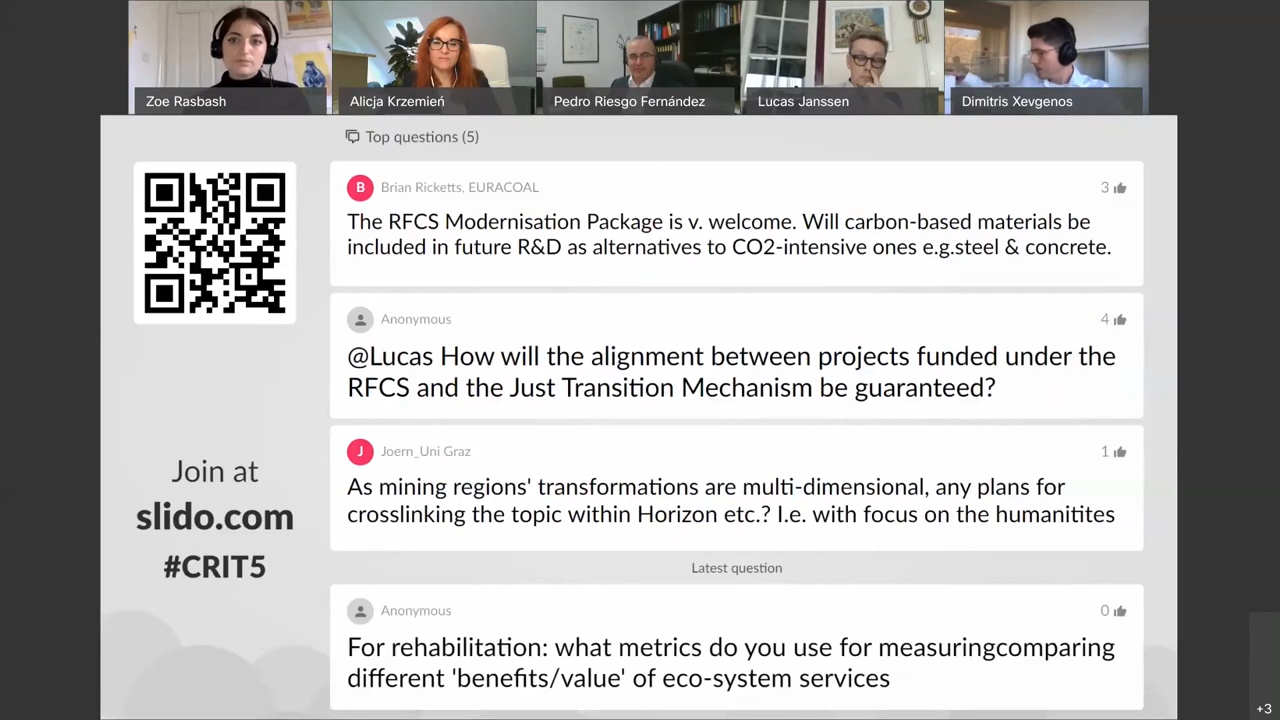 Zoe Rasbash
Alicja Krzemień
Pedro Riesgo Fernández
Lucas Janssen
Dimitris Xevgenos
Top questions (5)
B
Brian Ricketts, EURACOAL
3
The RFCS Modernisation Package is v. welcome. Will carbon-based materials be
included in future R&D as alternatives to CO2-intensive ones e.g.steel & concrete.
Anonymous
4
@Lucas How will the alignment between projects funded under the
RFCS and the Just Transition Mechanism be guaranteed?
J
Joern_Uni Graz
1
As mining regions' transformations are multi-dimensional, any plans for
crosslinking the topic within Horizon etc.? I.e. with focus on the humanitites
Latest question
Anonymous
0
For rehabilitation: what metrics do you use for measuringcomparing
different 'benefits/value' of eco-system services
Join at
slido.com
#CRIT5
+3